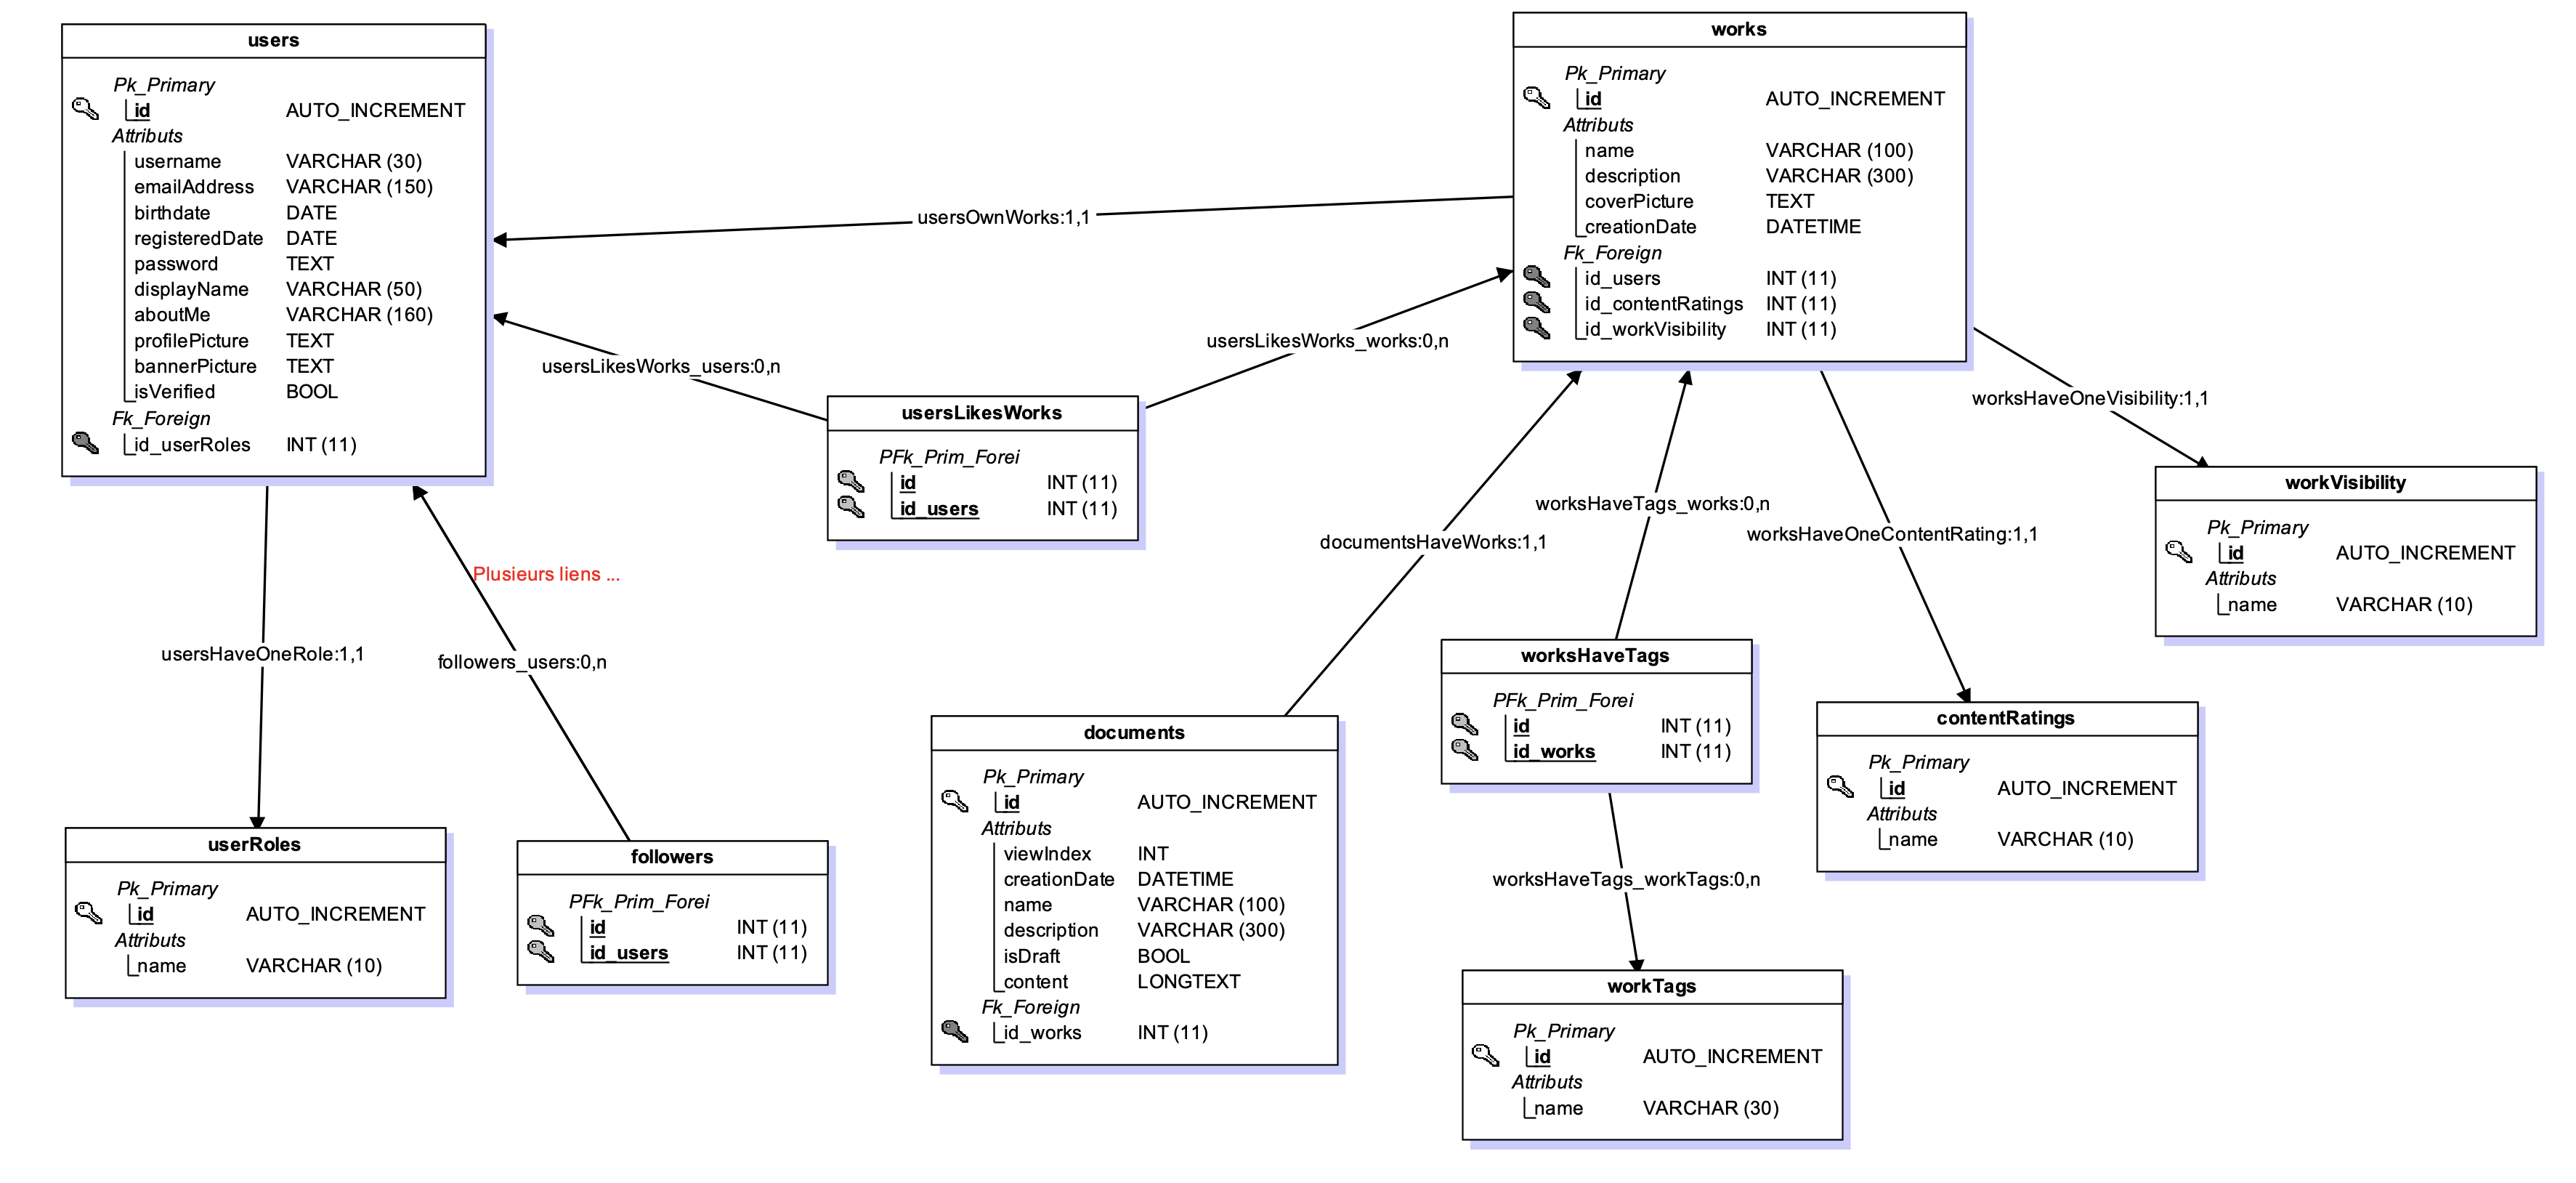 users
Pk_Primary
id AUTO_INCREMENT
Attributs
username VARCHAR (30)
emailAddress VARCHAR (150)
birthdate DATE
registeredDate DATE
password TEXT
displayName VARCHAR (50)
aboutMe VARCHAR (160)
profilePicture TEXT
bannerPicture TEXT
isVerified BOOL
Fk_Foreign
id_userRoles INT (11)
works
Pk_Primary
id AUTO_INCREMENT
Attributs
name VARCHAR (100)
description VARCHAR (300)
coverPicture TEXT
creationDate DATETIME
Fk_Foreign
id_users INT (11)
id_contentRatings INT (11)
id_workVisibility INT (11)
usersOwnWorks:1,1
usersLikesWorks_works:0,n
usersLikesWorks_users:0,n
usersLikesWorks
PFk_Prim_Forei
id INT (11)
id_users INT (11)
worksHaveOneVisibility:1,1
workVisibility
Pk_Primary
id AUTO_INCREMENT
Attributs
name VARCHAR (10)
worksHaveTags_works:0,n
documentsHaveWorks:1,1
worksHaveOneContentRating:1,1
Plusieurs liens ...
usersHaveOneRole:1,1
followers_users:0,n
worksHaveTags
PFk_Prim_Forei
id INT (11)
id_works INT (11)
contentRatings
Pk_Primary
id AUTO_INCREMENT
Attributs
name VARCHAR (10)
documents
Pk_Primary
id AUTO_INCREMENT
Attributs
viewIndex INT
creationDate DATETIME
name VARCHAR (100)
description VARCHAR (300)
isDraft BOOL
content LONGTEXT
Fk_Foreign
id_works INT (11)
userRoles
Pk_Primary
id AUTO_INCREMENT
Attributs
name VARCHAR (10)
followers
PFk_Prim_Forei
id INT (11)
id_users INT (11)
worksHaveTags_workTags:0,n
workTags
Pk_Primary
id AUTO_INCREMENT
Attributs
name VARCHAR (30)